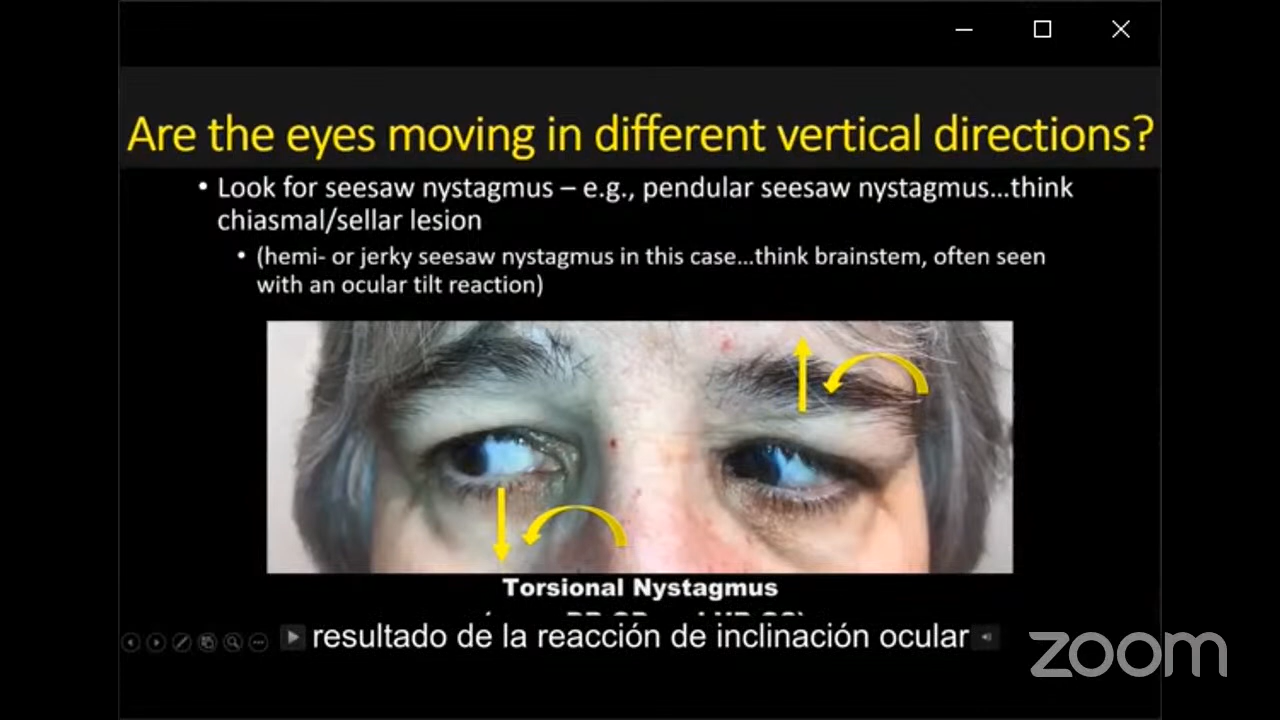 Are the eyes moving in different vertical directions?
• Look for seesaw nystagmus – e.g., pendular seesaw nystagmus...think
chiasmal/sellar lesion
• (hemi- or jerky seesaw nystagmus in this case...think brainstem, often seen
with an ocular tilt reaction)
Torsional Nystagmus
resultado de la reacción de inclinación ocular
zoom